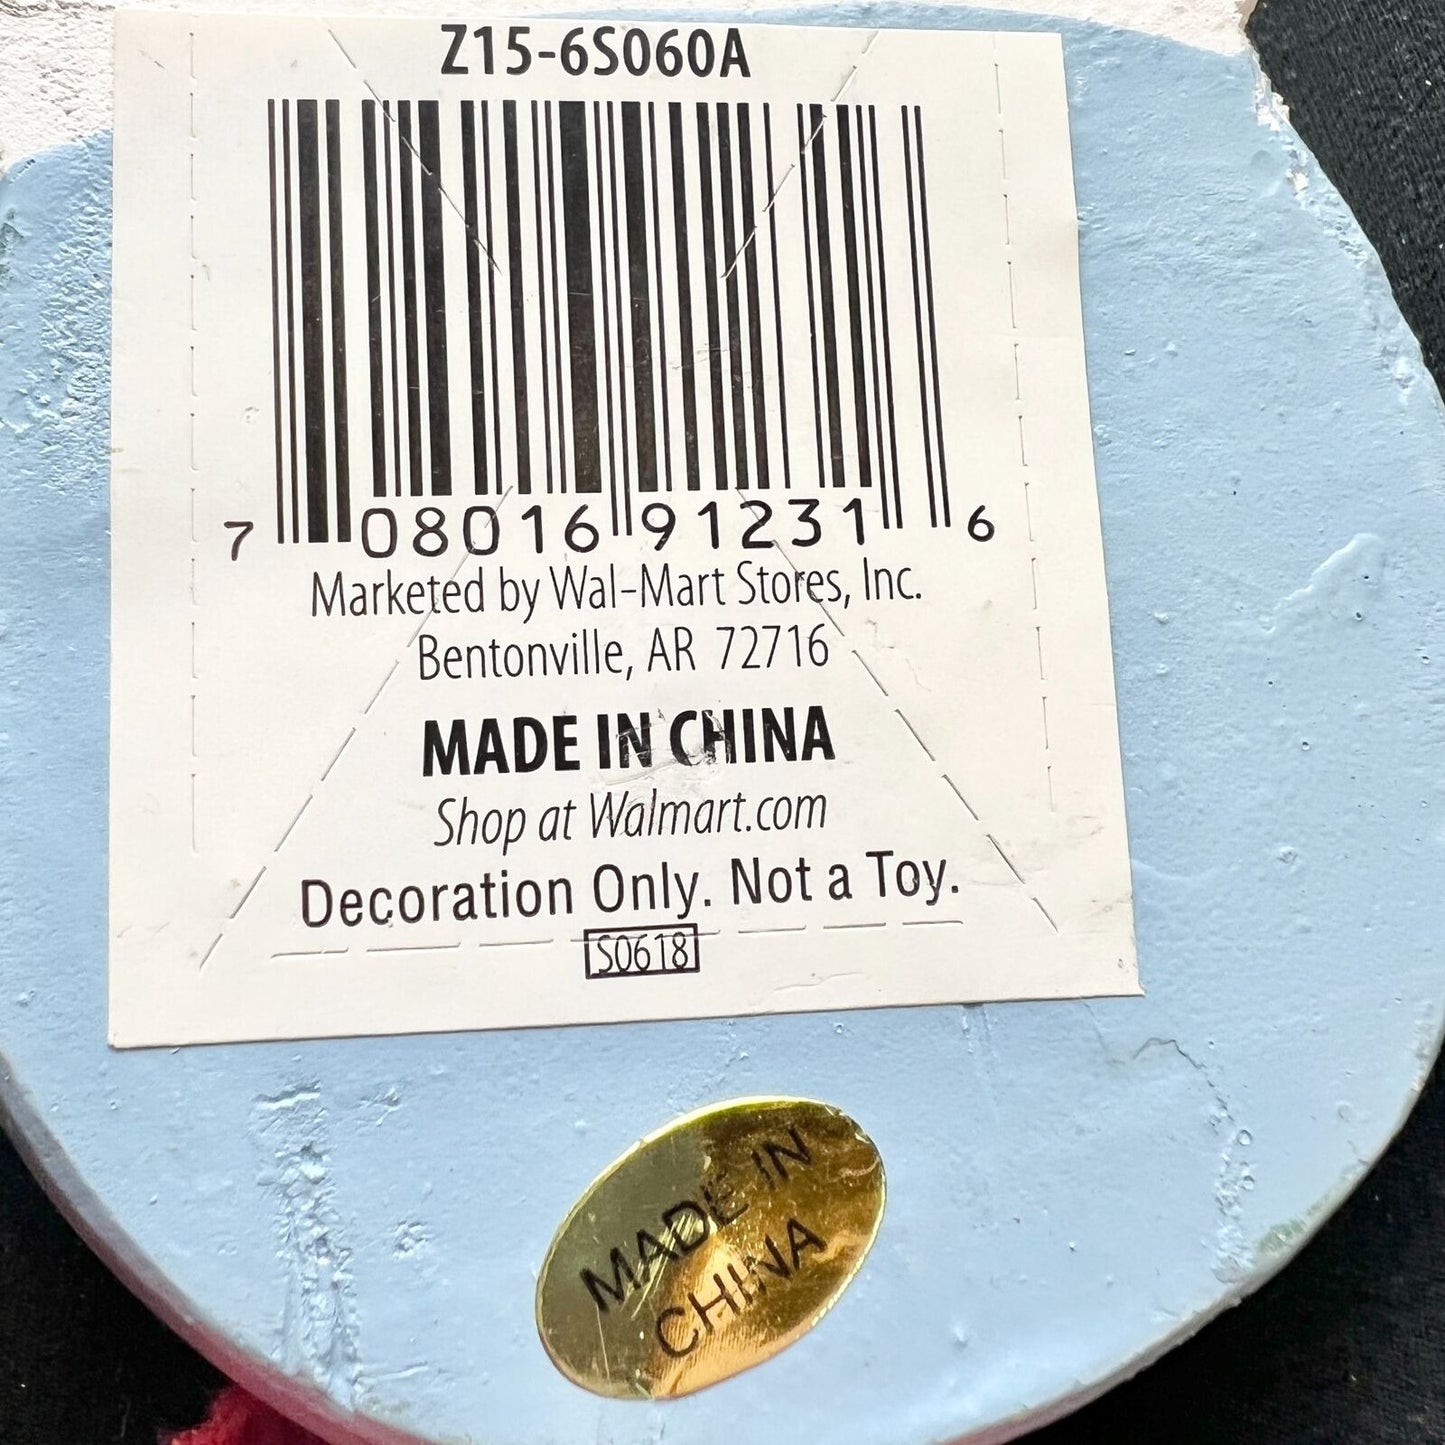 Z15-6S060A
7 08016 91231 6
Marketed by Wal-Mart Stores, Inc.
Bentonville, AR 72716
MADE IN CHINA
Shop at Walmart.com
Decoration Only. Not a Toy.
S0618
MADE IN
CHINA